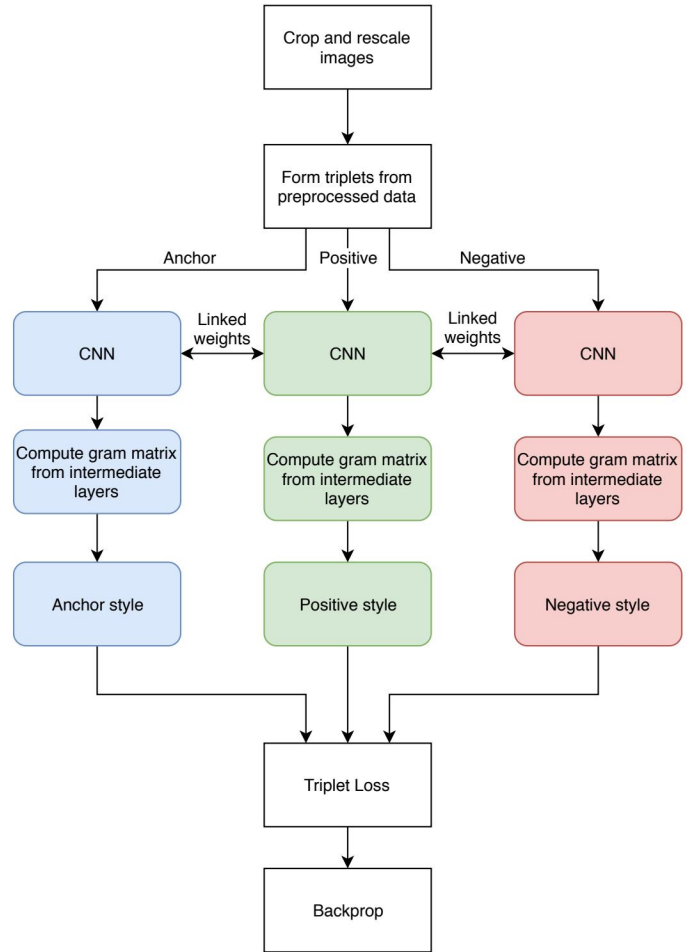 Crop and rescale
images
Form triplets from
preprocessed data
Anchor
Positive
Negative
CNN
Linked
weights
CNN
Linked
weights
CNN
Compute gram matrix
from intermediate
layers
Compute gram matrix
from intermediate
layers
Compute gram matrix
from intermediate
layers
Anchor style
Positive style
Negative style
Triplet Loss
Backprop